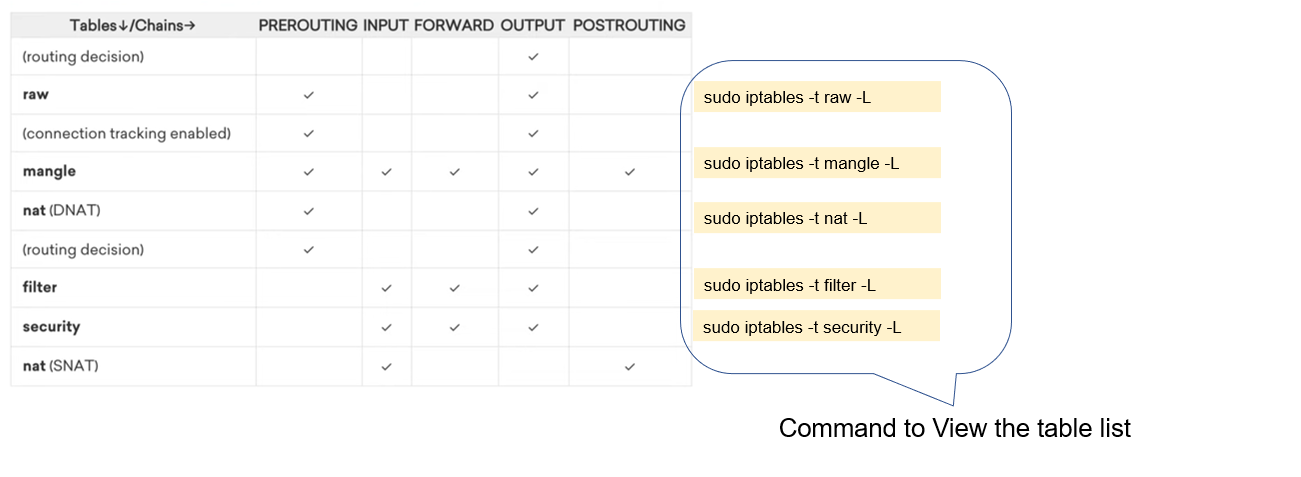 Tables↓/Chains→ PREROUTING INPUT FORWARD OUTPUT POSTROUTING
(routing decision) ✓
raw ✓ ✓ sudo iptables -t raw -L
(connection tracking enabled) ✓ ✓
mangle ✓ ✓ ✓ ✓ ✓ sudo iptables -t mangle -L
nat (DNAT) ✓ ✓ sudo iptables -t nat -L
(routing decision) ✓ ✓
filter ✓ ✓ ✓ sudo iptables -t filter -L
security ✓ ✓ ✓ sudo iptables -t security -L
nat (SNAT) ✓ ✓
Command to View the table list